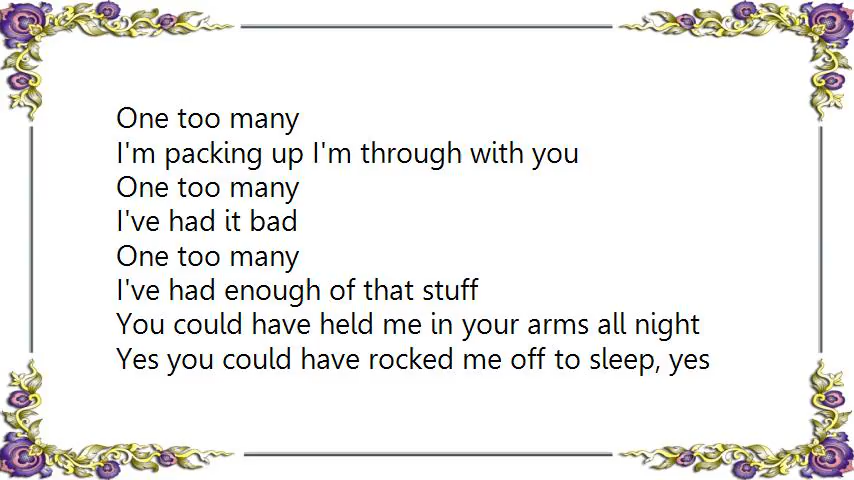 One too many
I'm packing up I'm through with you
One too many
I've had it bad
One too many
I've had enough of that stuff
You could have held me in your arms all night
Yes you could have rocked me off to sleep, yes